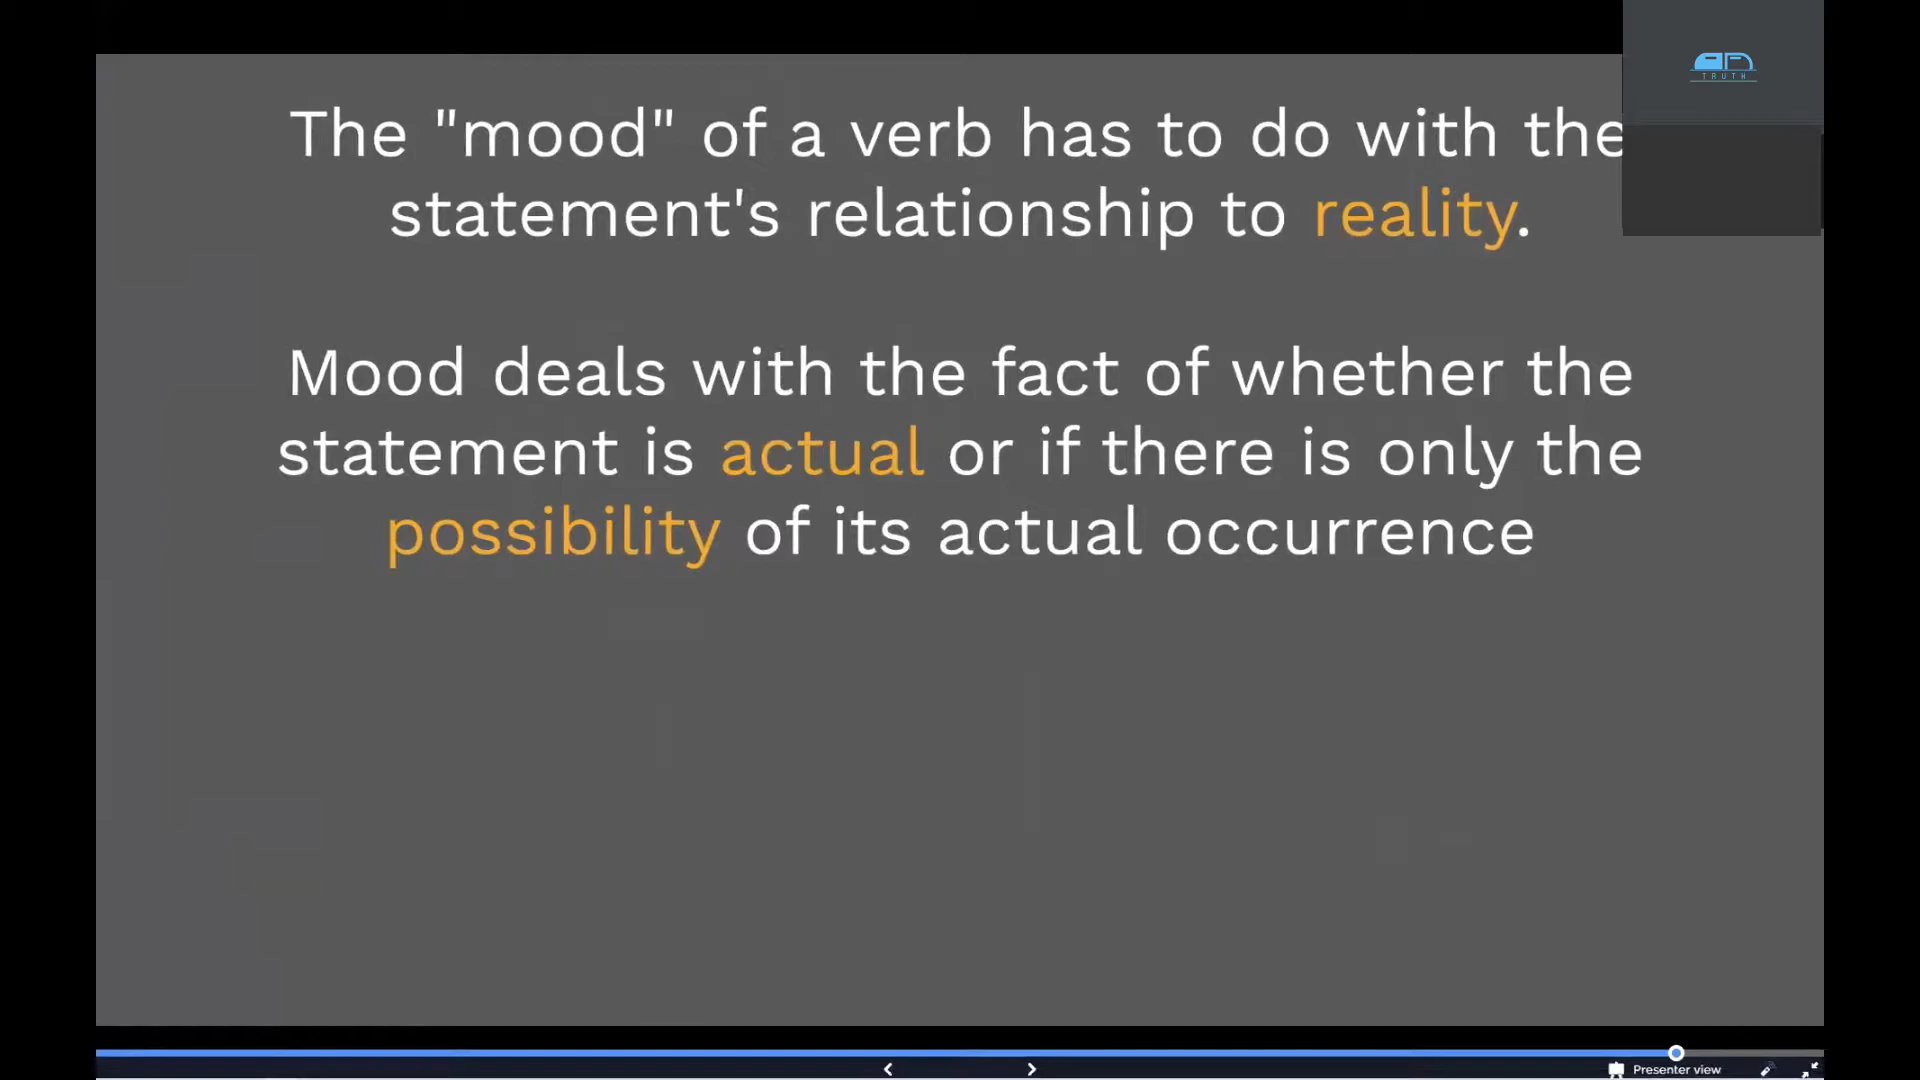 TRUTH
The "mood" of a verb has to do with the
statement's relationship to reality.
Mood deals with the fact of whether the
statement is actual or if there is only the
possibility of its actual occurrence
Presenter view